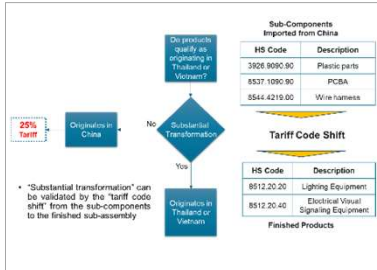 Sub-Components
Imported from China
HS Code Description
3926.9090.90 Plastic parts
8537.1090.90 PCBA
8544.4219.00 Wire harness
Do products
qualify as
originating in
Thailand or
Vietnam?
25%
Tariff
Originates in
China
No
Substantial
Transformation
Yes
Originates in
Thailand or
Vietnam
Tariff Code Shift
HS Code Description
8512.20.20 Lighting Equipment
8512.20.40 Electrical Visual
Signaling Equipment
Finished Products
• "Substantial transformation" can
be validated by the "tariff code
shift" from the sub-components
to the finished sub-assembly